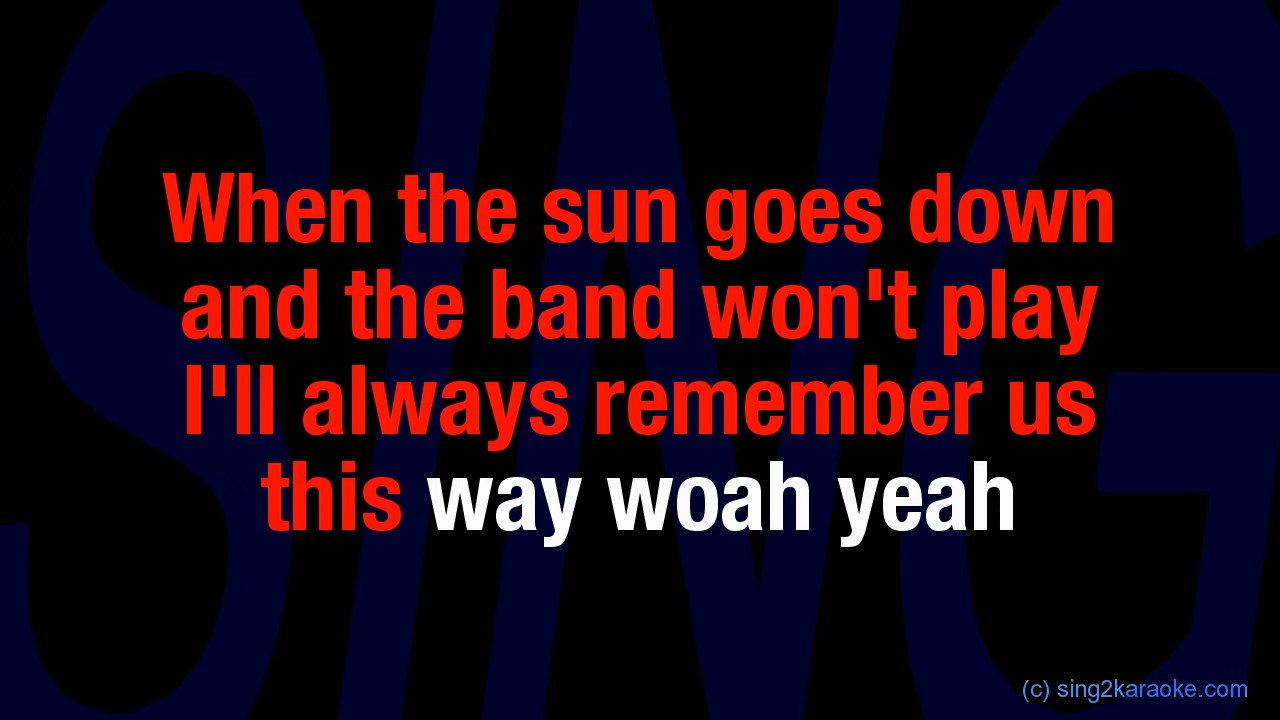 SING
When the sun goes down
and the band won't play
I'll always remember us
this way woah yeah
(c) sing2karaoke.com